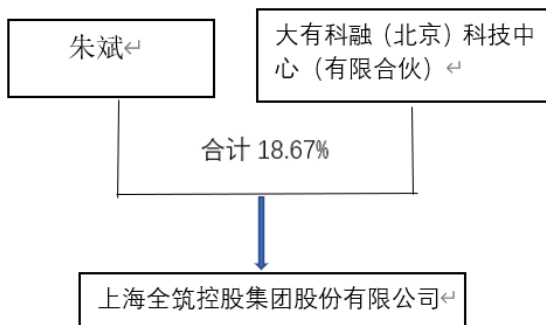 朱斌↵
大有科融（北京）科技中
心（有限合伙）↵
合计 18.67%
上海全筑控股集团股份有限公司↵